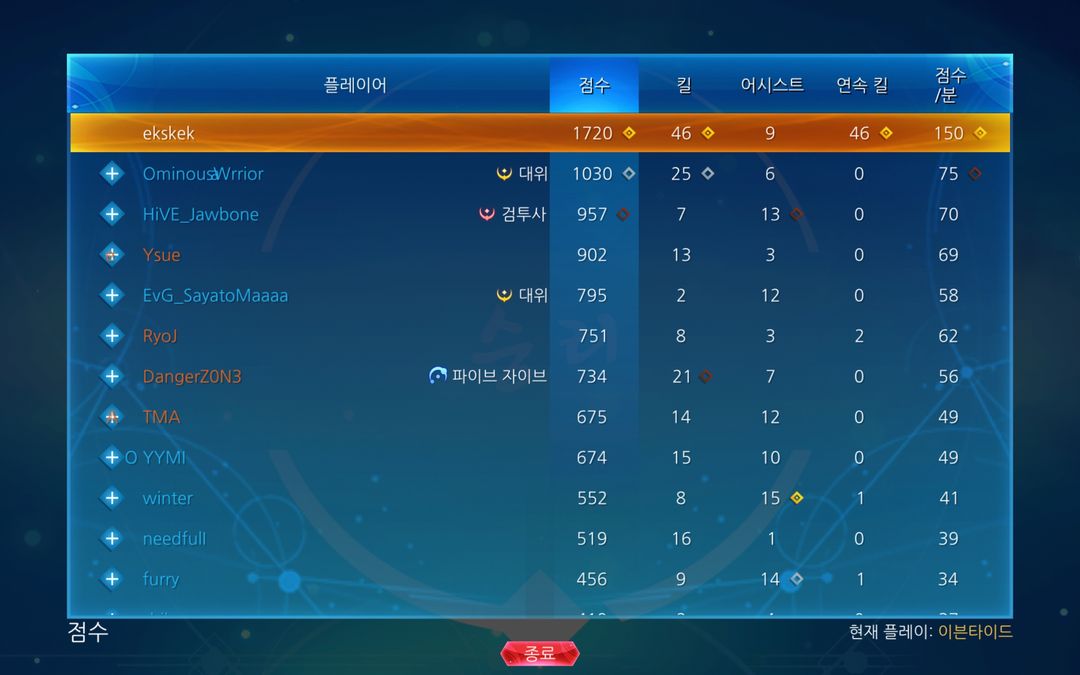 플레이어 점수 킬 어시스트 연속 킬 점수/분
ekskek 1720 46 9 46 150
OminousaWrrior 대위 1030 25 6 0 75
HiVE_Jawbone 검투사 957 7 13 0 70
Ysue 902 13 3 0 69
EvG_SayatoMaaaa 대위 795 2 12 0 58
RyoJ 751 8 3 2 62
DangerZ0N3 파이브 자이브 734 21 7 0 56
TMA 675 14 12 0 49
O YYMI 674 15 10 0 49
winter 552 8 15 1 41
needfull 519 16 1 0 39
furry 456 9 14 1 34
점수
현재 플레이: 이븐타이드
종료